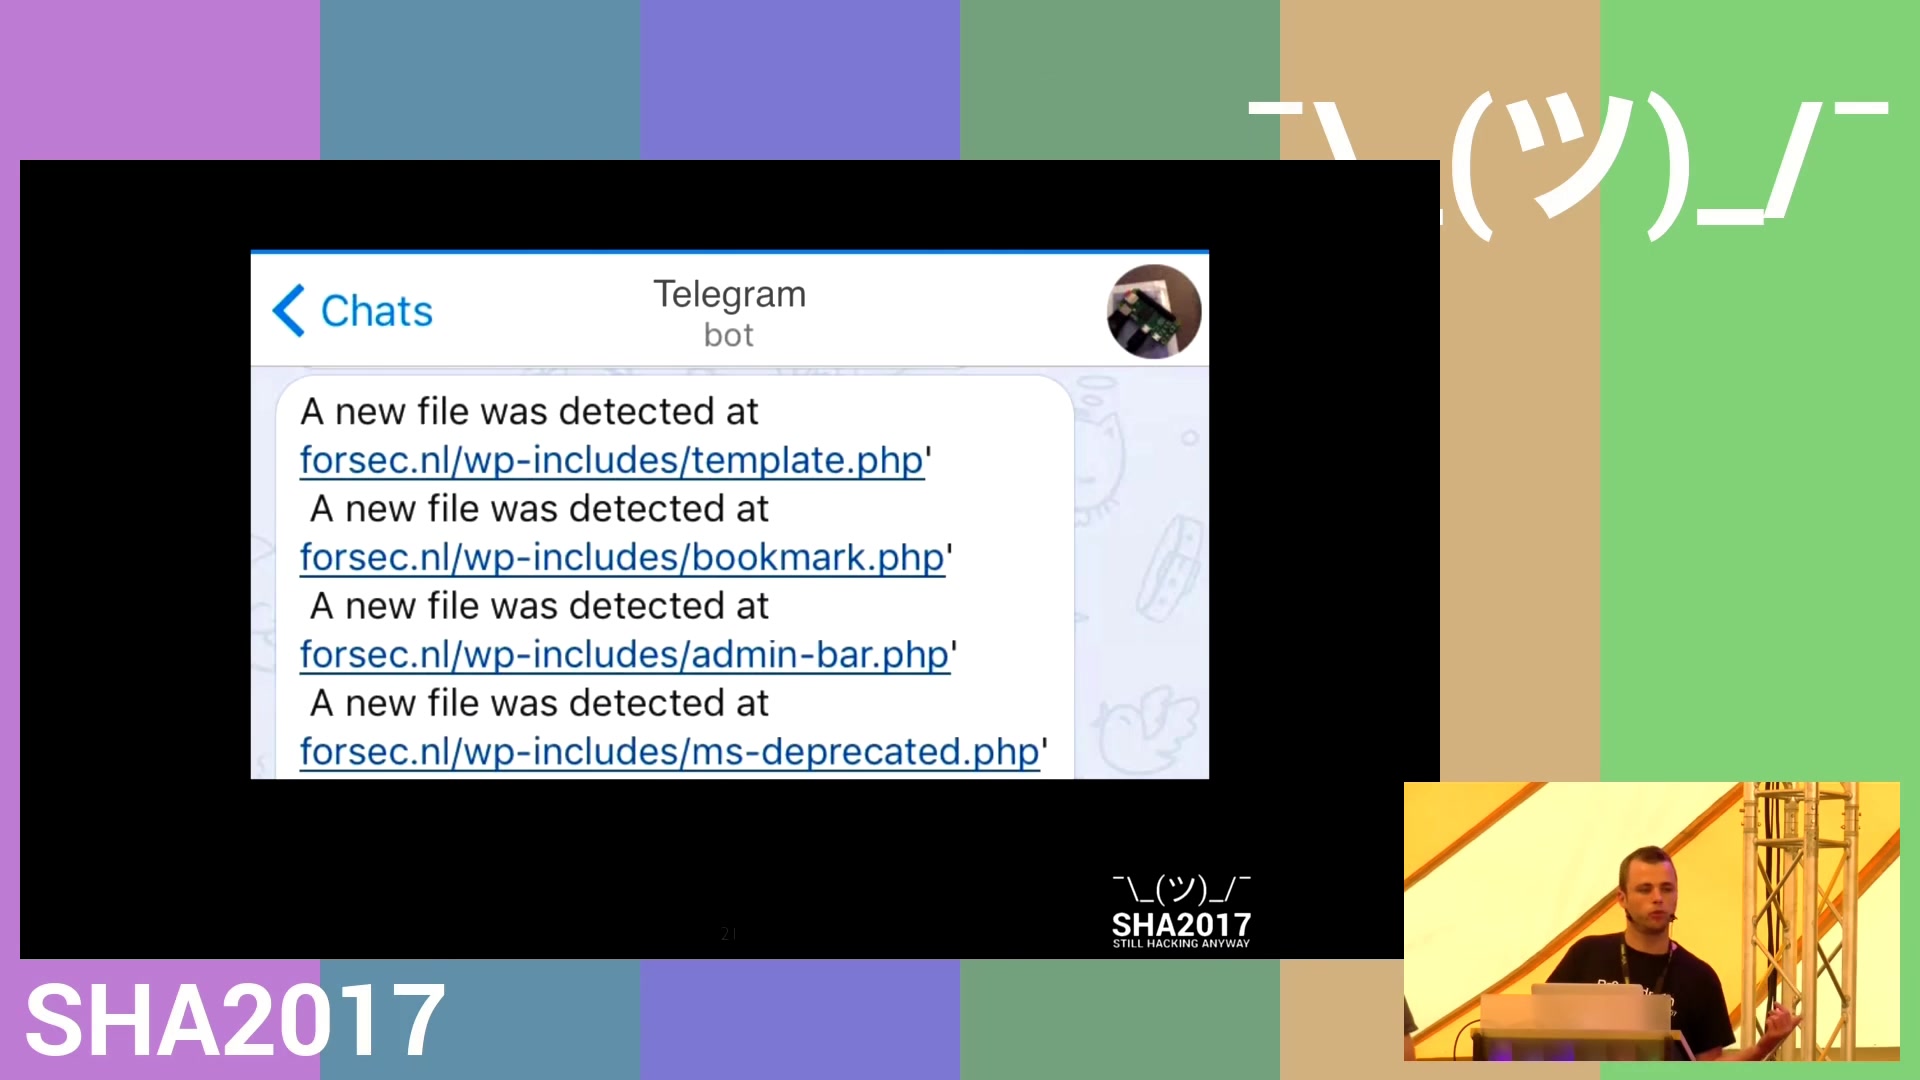 ¯\_(ツ)_/¯
Chats
Telegram
bot
A new file was detected at
forsec.nl/wp-includes/template.php'
A new file was detected at
forsec.nl/wp-includes/bookmark.php'
A new file was detected at
forsec.nl/wp-includes/admin-bar.php'
A new file was detected at
forsec.nl/wp-includes/ms-deprecated.php'
21
¯\_(ツ)_/¯
SHA2017
STILL HACKING ANYWAY
SHA2017